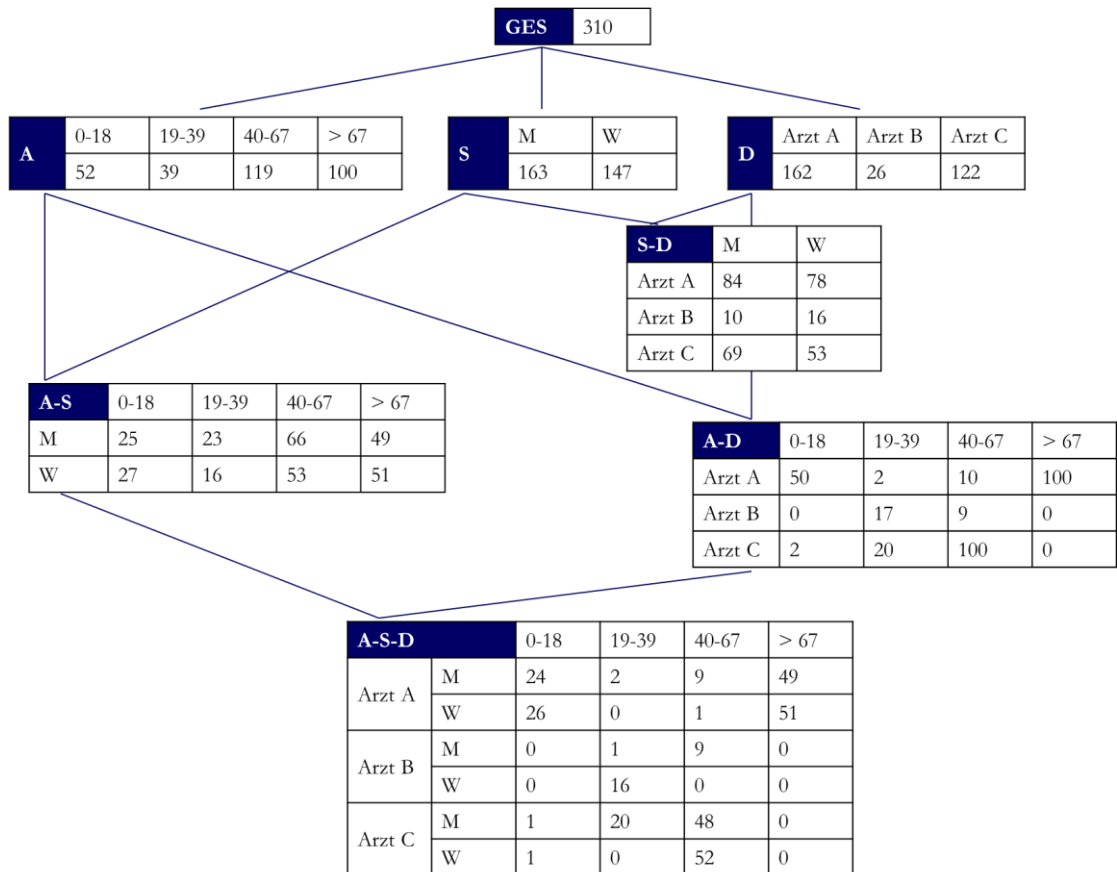 GES 310
A 0-18 19-39 40-67 > 67
52 39 119 100
S M W
163 147
D Arzt A Arzt B Arzt C
162 26 122
S-D M W
Arzt A 84 78
Arzt B 10 16
Arzt C 69 53
A-S 0-18 19-39 40-67 > 67
M 25 23 66 49
W 27 16 53 51
A-D 0-18 19-39 40-67 > 67
Arzt A 50 2 10 100
Arzt B 0 17 9 0
Arzt C 2 20 100 0
A-S-D 0-18 19-39 40-67 > 67
Arzt A M 24 2 9 49
W 26 0 1 51
Arzt B M 0 1 9 0
W 0 16 0 0
Arzt C M 1 20 48 0
W 1 0 52 0